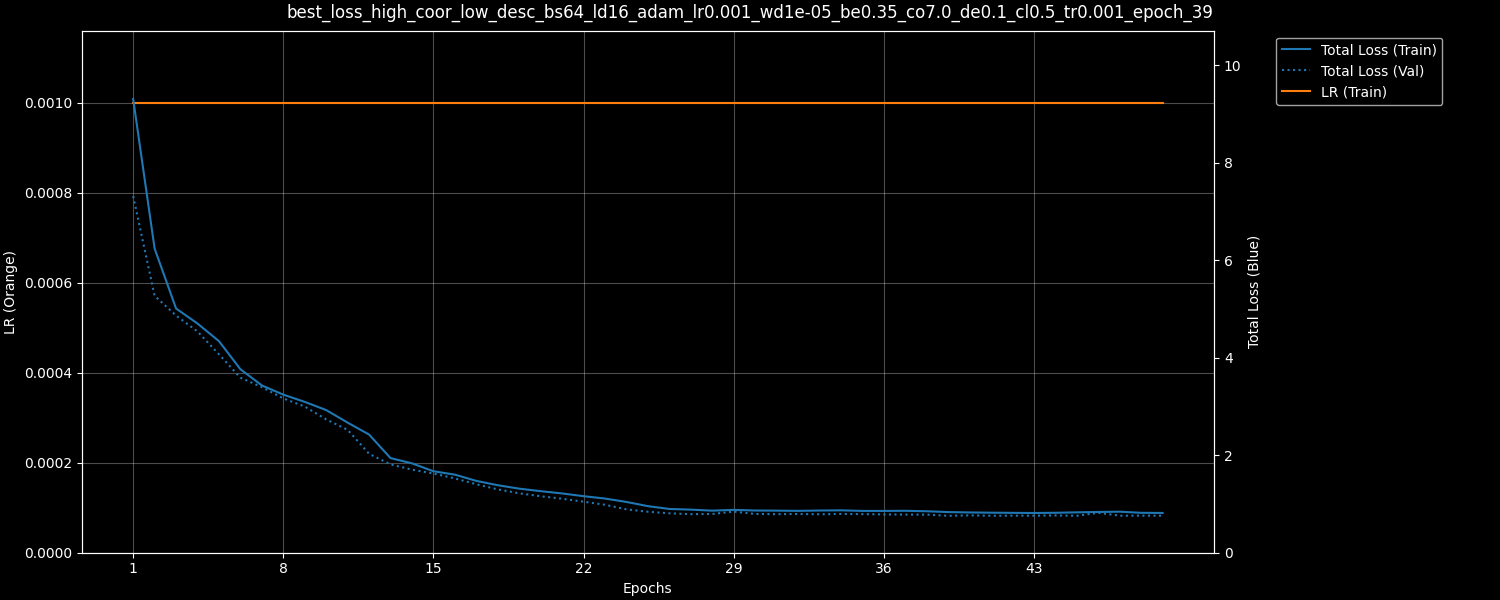 best_loss_high_coor_low_desc_bs64_ld16_adam_lr0.001_wd1e-05_be0.35_co7.0_de0.1_cl0.5_tr0.001_epoch_39
Total Loss (Train)
Total Loss (Val)
LR (Train)
LR (Orange)
0.0010
0.0008
0.0006
0.0004
0.0002
0.0000
10
8
6
4
2
0
Total Loss (Blue)
1 8 15 22 29 36 43
Epochs